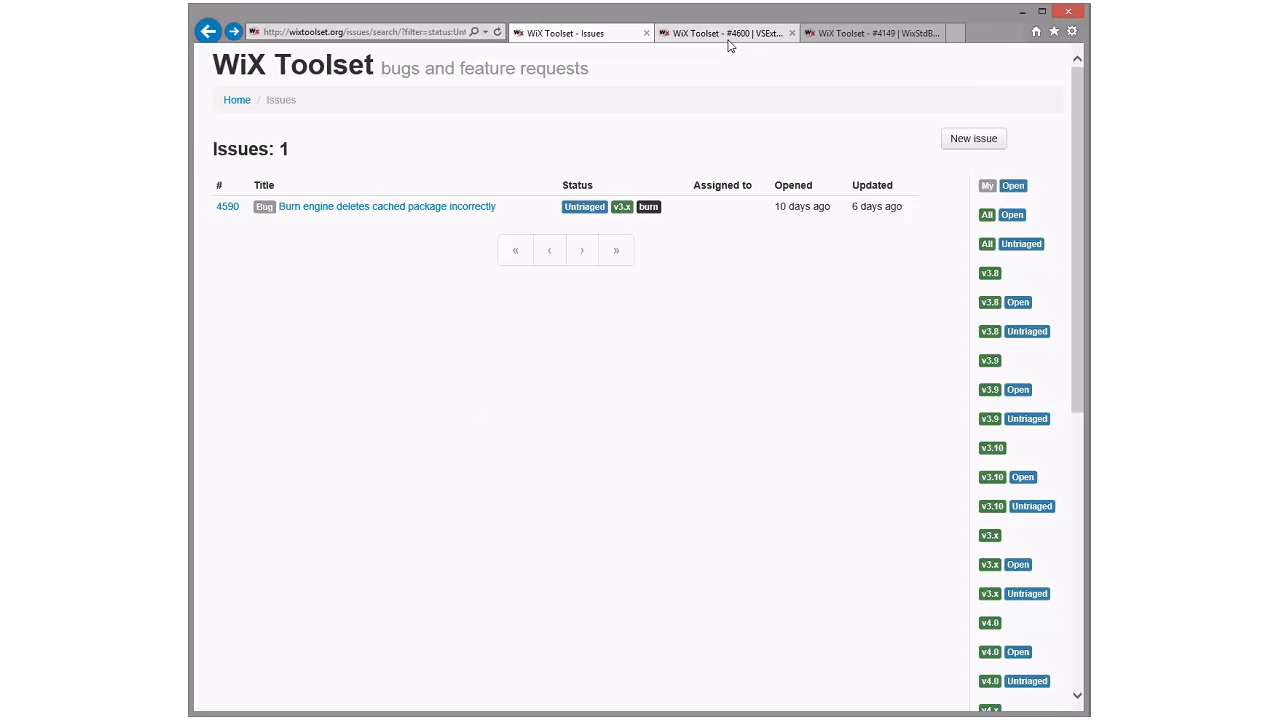 http://wixtoolset.org/issues/search/?filter=status:Unt
WiX Toolset - Issues
WiX Toolset - #4600 | VSExt...
WiX Toolset - #4149 | WixStdB...
WiX Toolset bugs and feature requests
Home / Issues
Issues: 1
New issue
# Title Status Assigned to Opened Updated
4590 Bug Burn engine deletes cached package incorrectly Untriaged v3.x burn 10 days ago 6 days ago
« ‹ › »
My Open
All Open
All Untriaged
v3.8
v3.8 Open
v3.8 Untriaged
v3.9
v3.9 Open
v3.9 Untriaged
v3.10
v3.10 Open
v3.10 Untriaged
v3.x
v3.x Open
v3.x Untriaged
v4.0
v4.0 Open
v4.0 Untriaged
v4.x